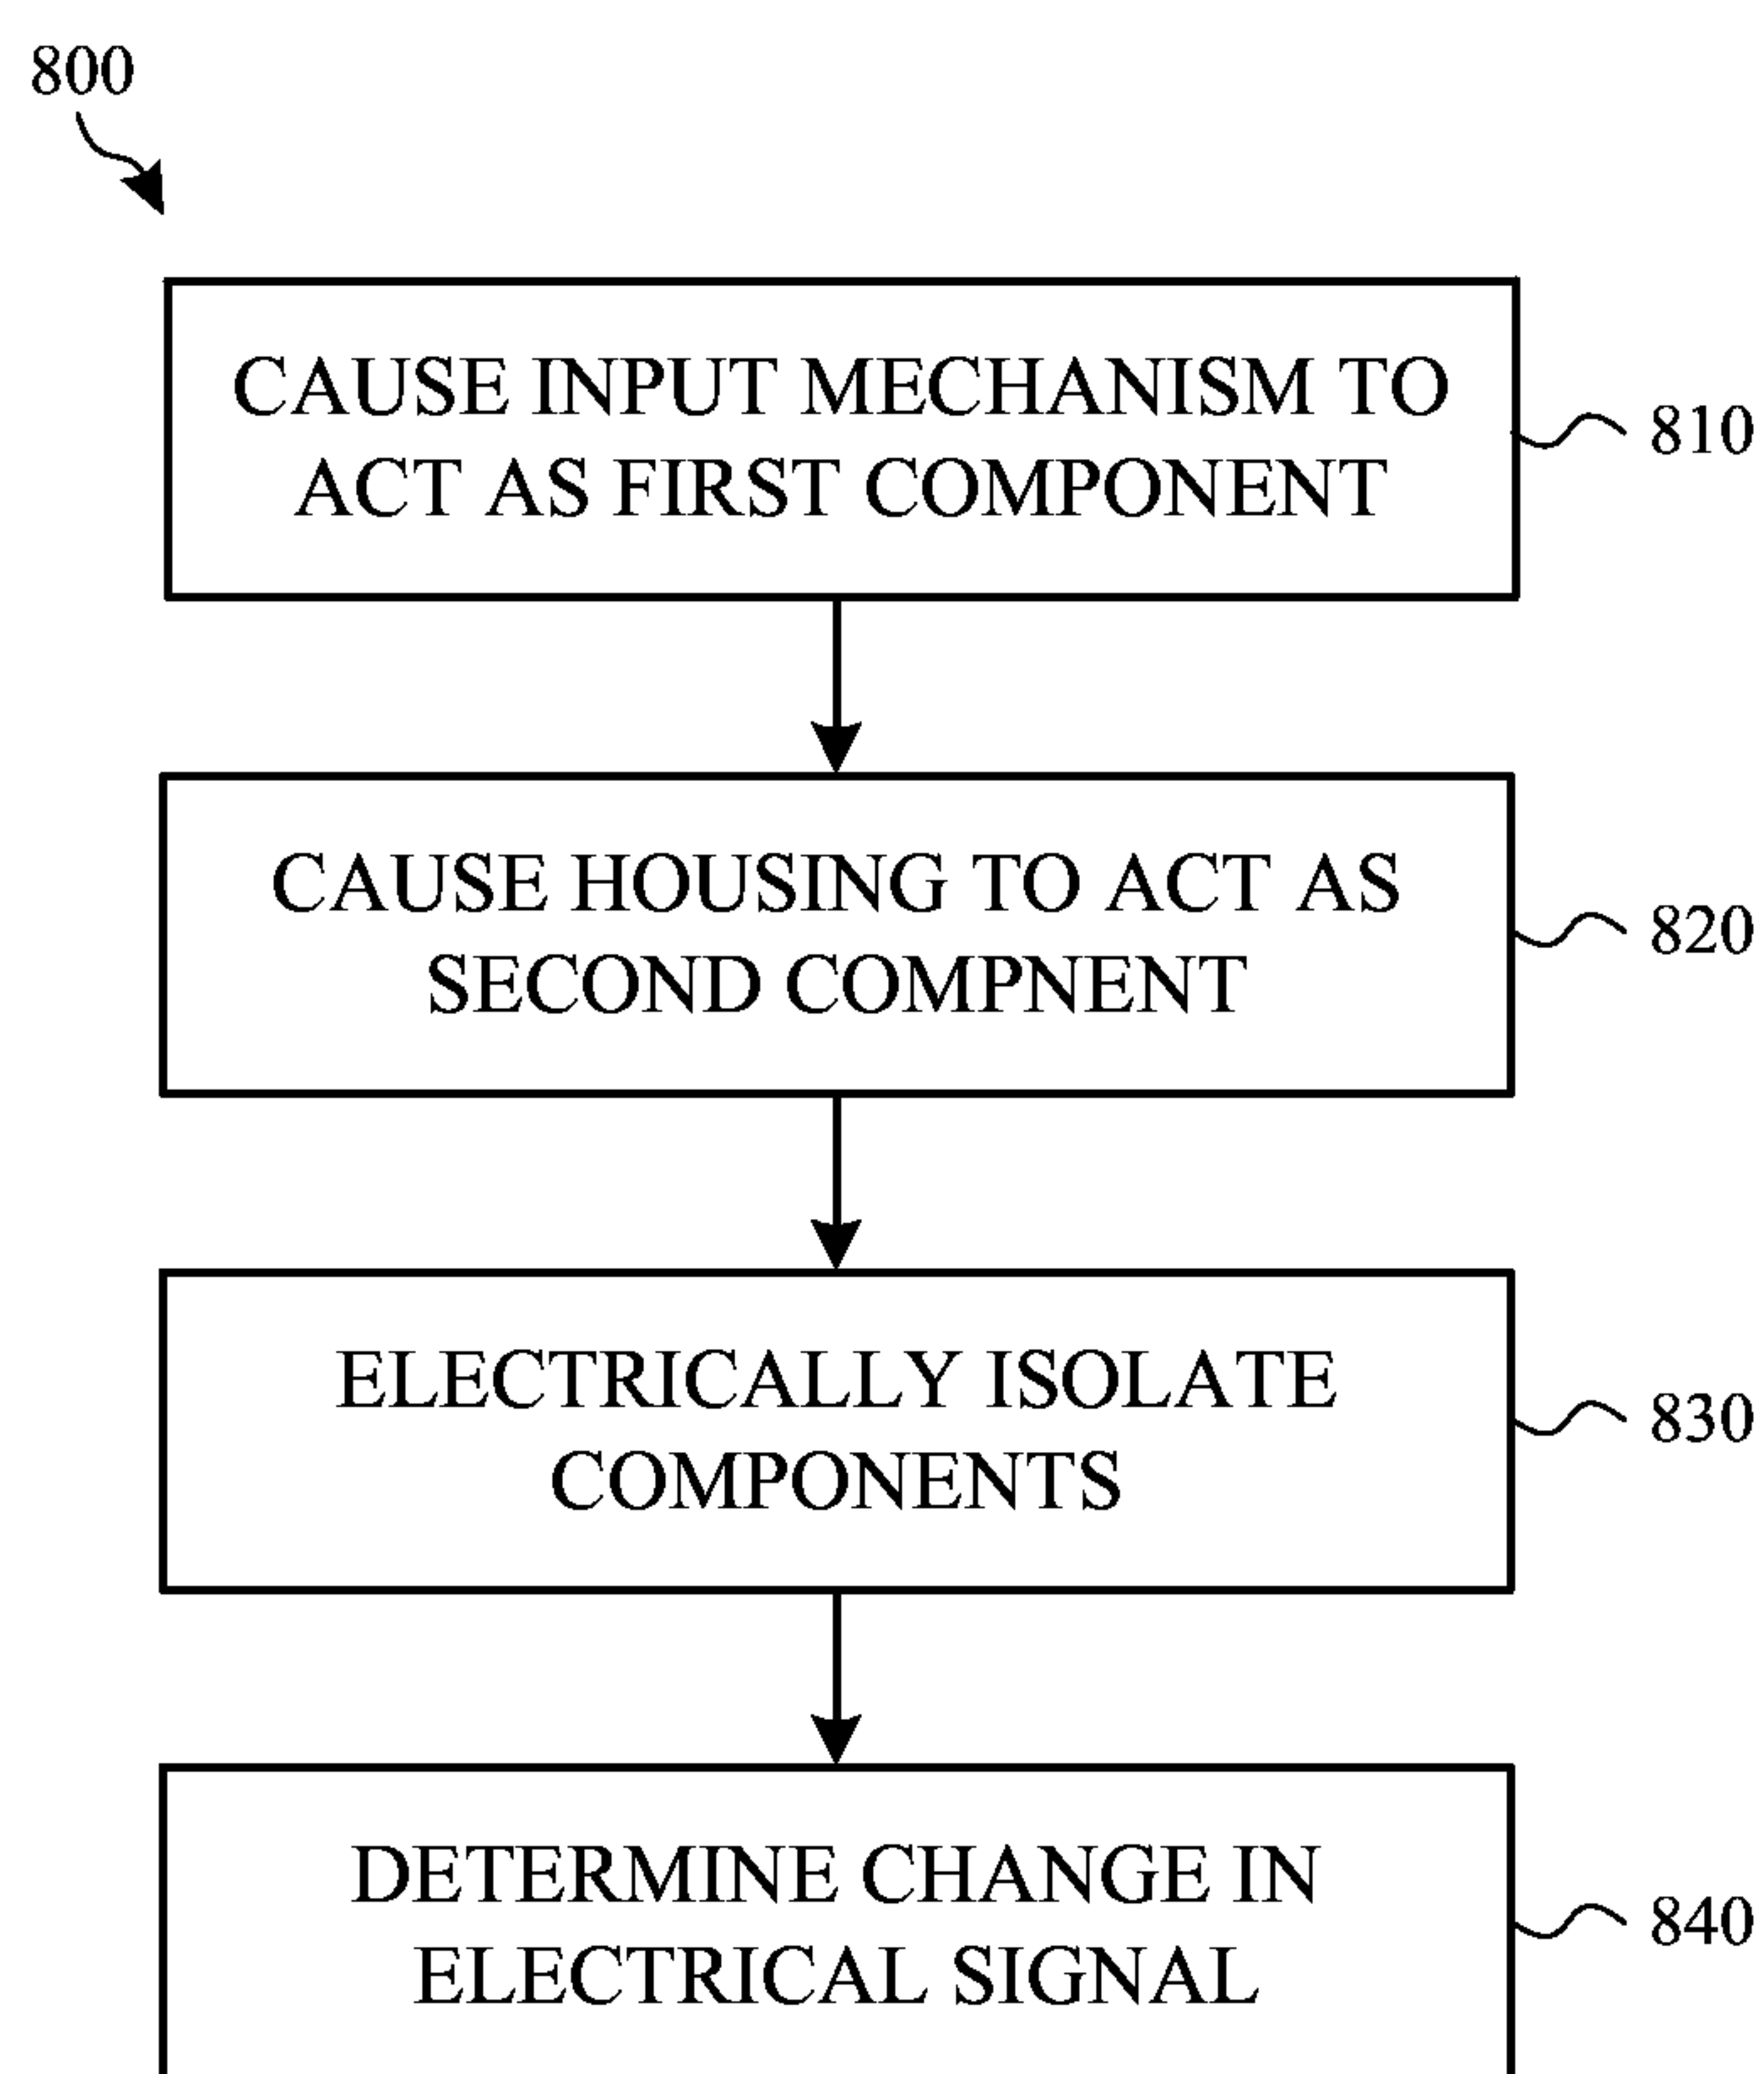 800
CAUSE INPUT MECHANISM TO
ACT AS FIRST COMPONENT
810
CAUSE HOUSING TO ACT AS
SECOND COMPNENT
820
ELECTRICALLY ISOLATE
COMPONENTS
830
DETERMINE CHANGE IN
ELECTRICAL SIGNAL
840